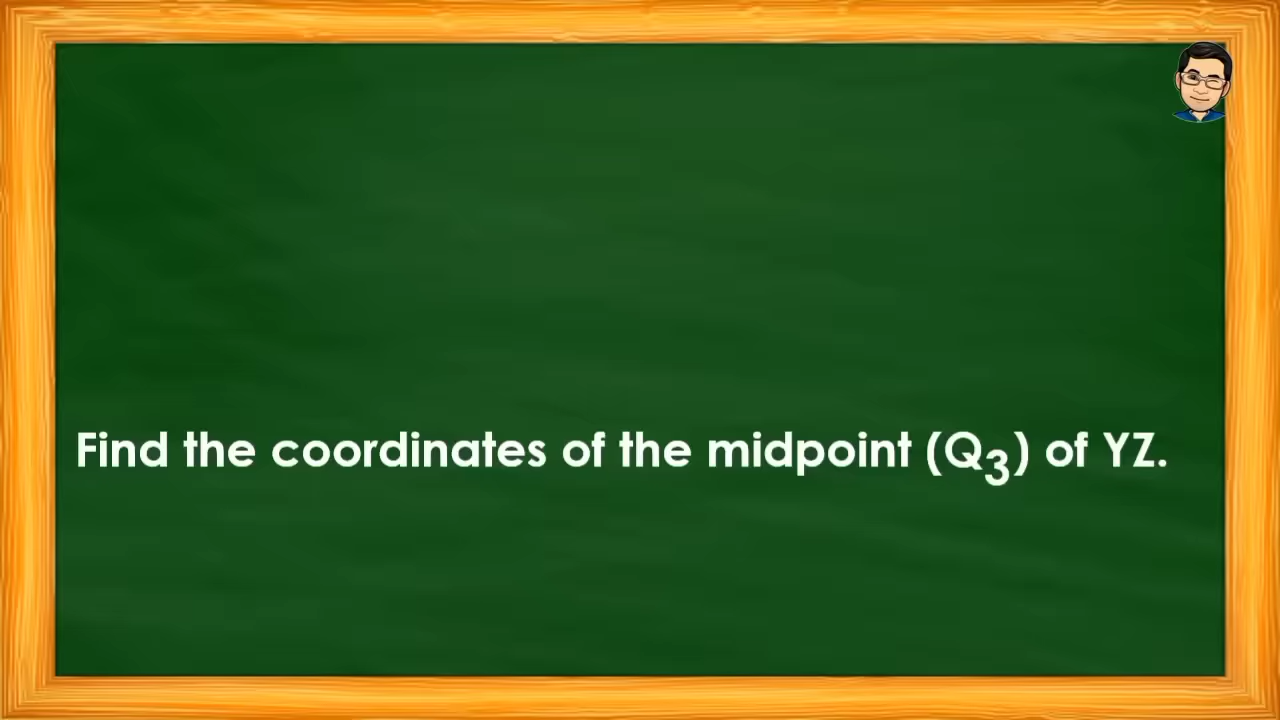 Find the coordinates of the midpoint (Q₃) of YZ.